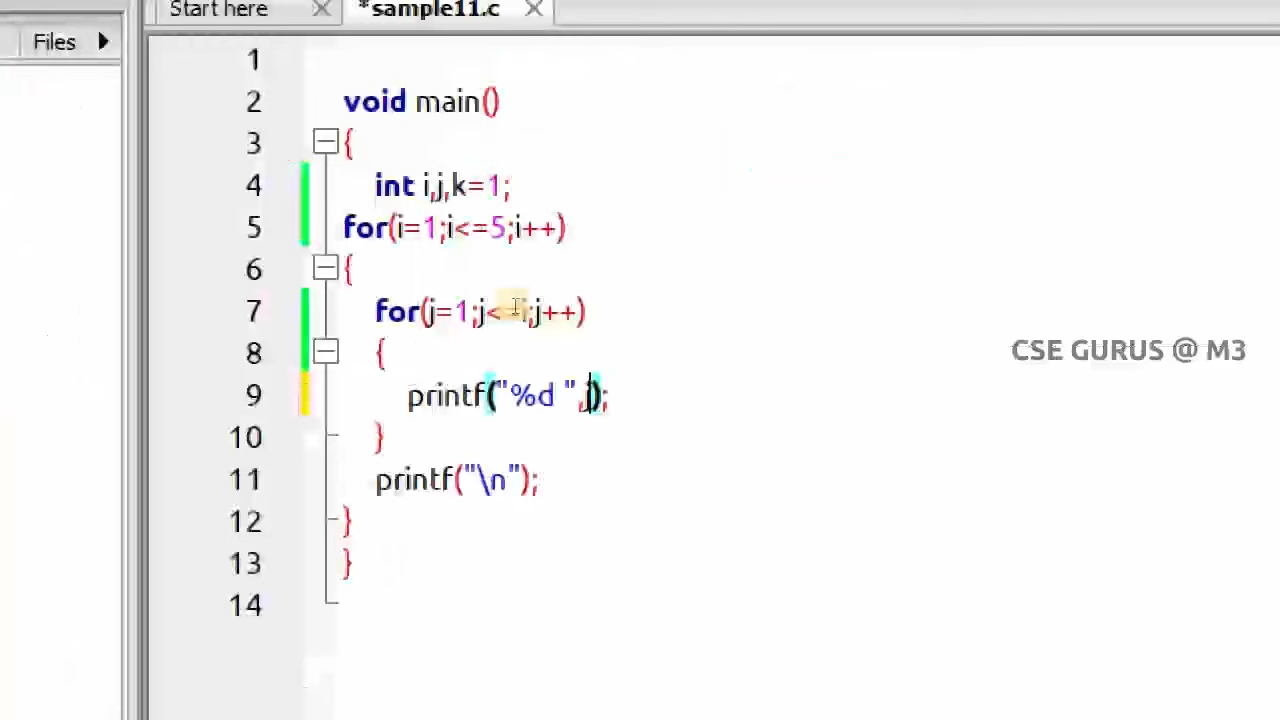 Start here
*sample11.c
Files
1
2 void main()
3 {
4 int i,j,k=1;
5 for(i=1;i<=5;i++)
6 {
7 for(j=1;j<=i;j++)
8 {
9 printf("%d ",j);
10 }
11 printf("\n");
12 }
13 }
14
CSE GURUS @ M3